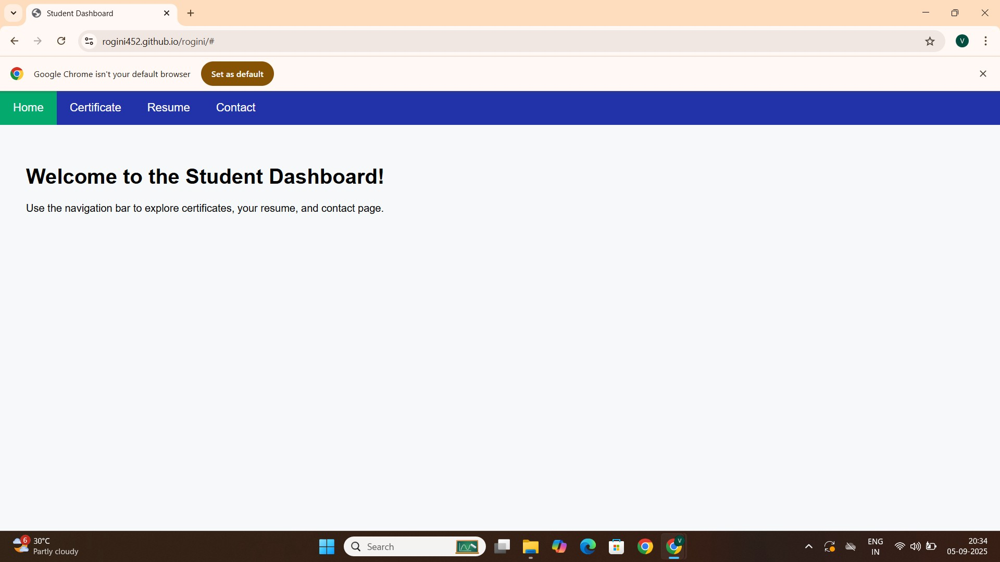 Student Dashboard
rogini452.github.io/rogini/#
V
Google Chrome isn't your default browser
Set as default
Home Certificate Resume Contact
Welcome to the Student Dashboard!
Use the navigation bar to explore certificates, your resume, and contact page.
6
30°C
Partly cloudy
Search
V
ENG
IN
20:34
05-09-2025